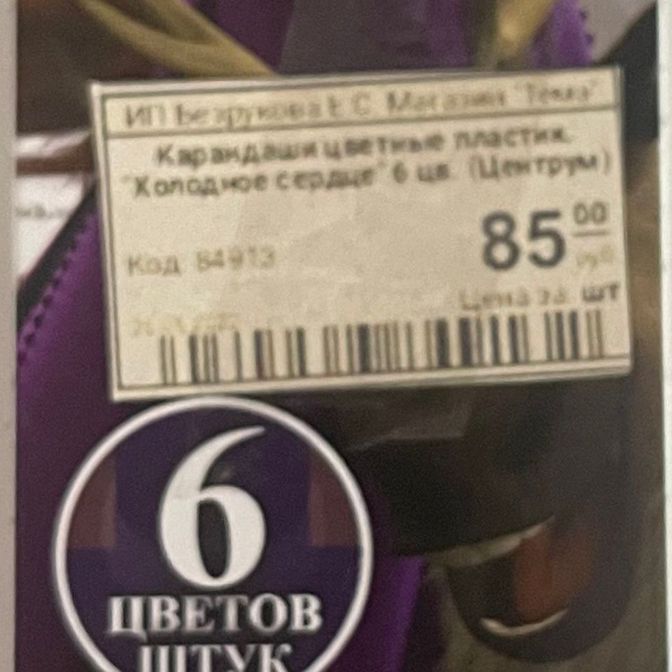 ИП Безрукова Е.С. Магазин "Тема"
Карандаши цветные пластик.
"Холодное сердце" 6 цв. (Центрум)
85 00
Код: 84913
руб.
Цена за: шт
6
ЦВЕТОВ
ШТУК